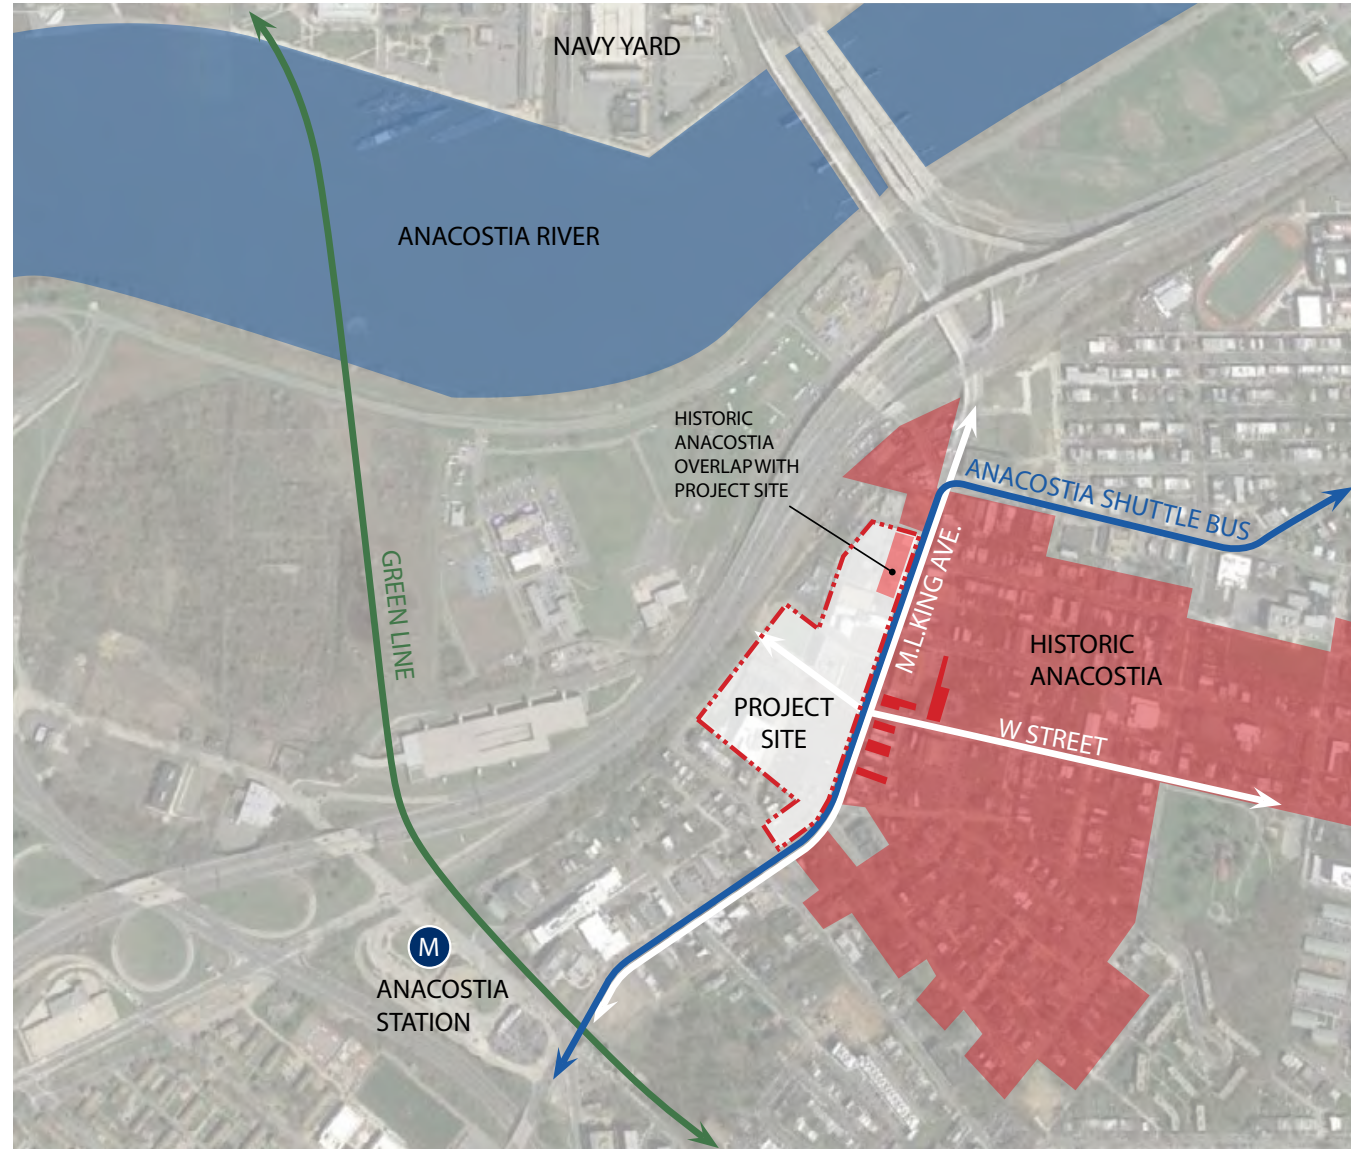 NAVY YARD
ANACOSTIA RIVER
HISTORIC
ANACOSTIA
OVERLAP WITH
PROJECT SITE
ANACOSTIA SHUTTLE BUS
M.L.KING AVE.
GREEN LINE
HISTORIC
ANACOSTIA
PROJECT
SITE
W STREET
M
ANACOSTIA
STATION